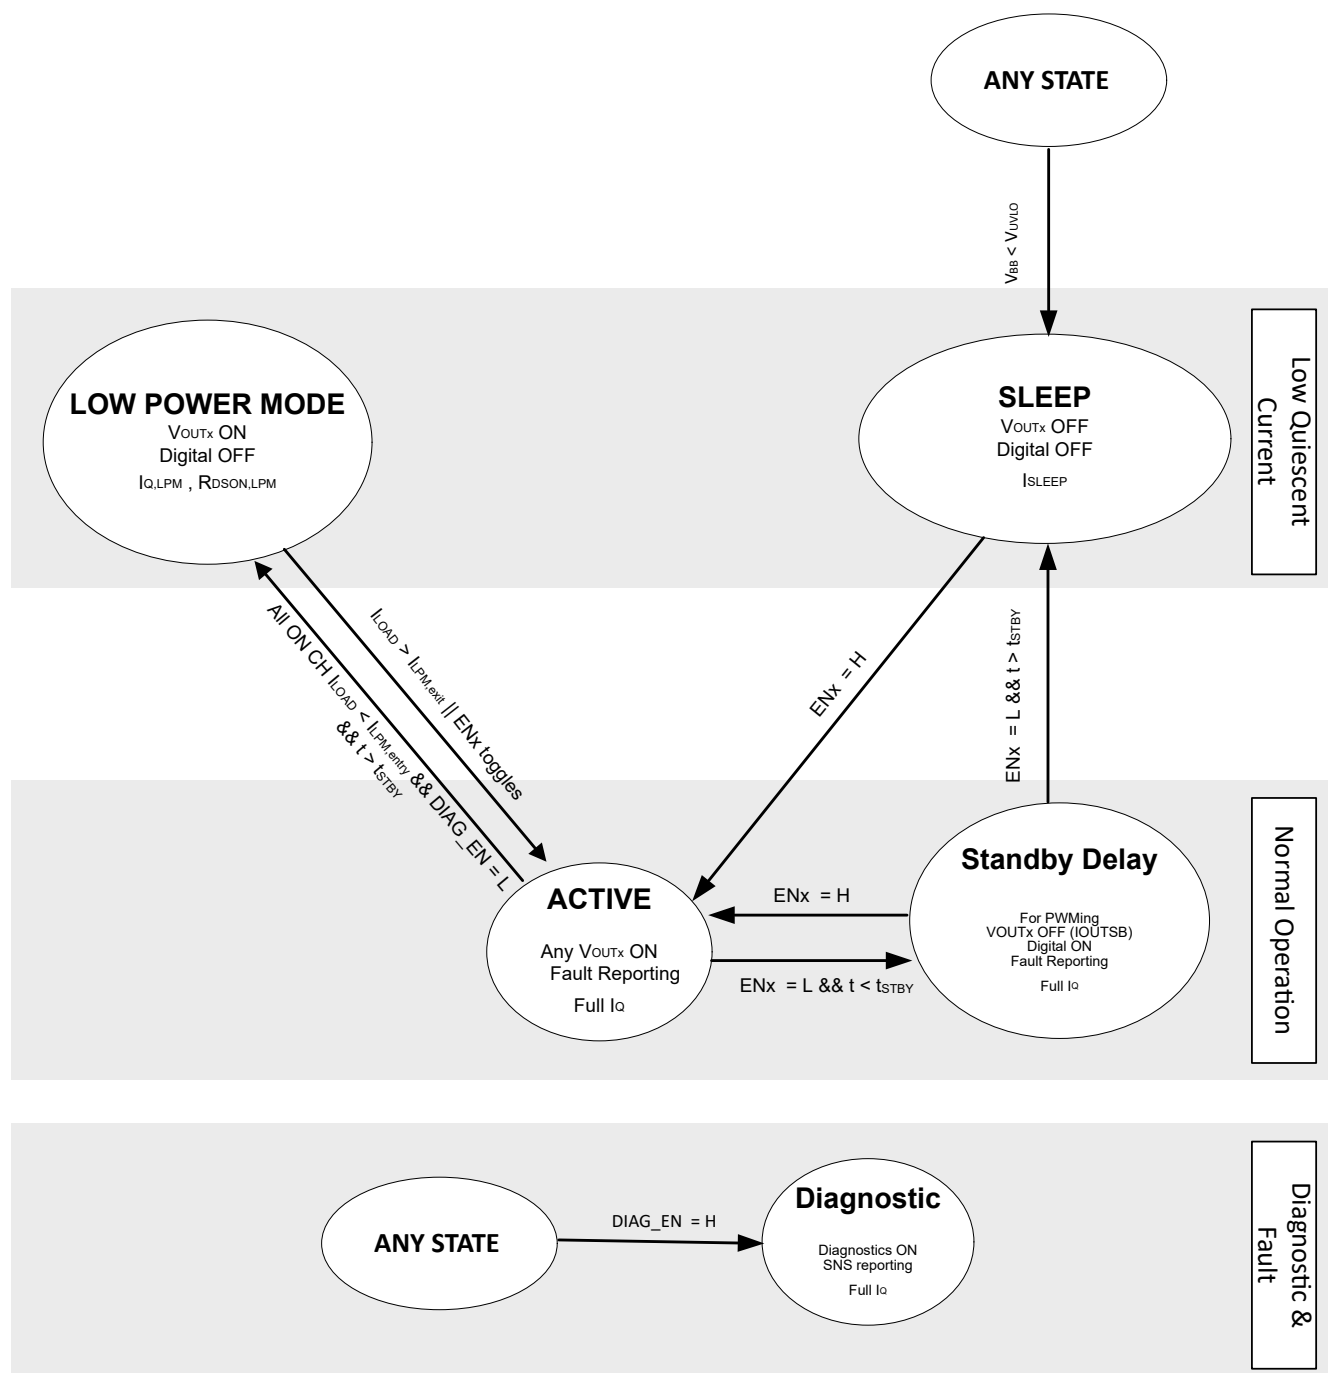 ANY STATE
VBB < VUVLO
LOW POWER MODE
VOUTx ON
Digital OFF
IQ,LPM , RDSON,LPM
SLEEP
VOUTx OFF
Digital OFF
ISLEEP
Low Quiescent
Current
ILOAD > ILPM,exit || ENx toggles
All ON CH ILOAD < ILPM,entry && DIAG_EN = L
&& t > tSTBY
ENx = H
ENx = L && t > tSTBY
ACTIVE
Any VOUTx ON
Fault Reporting
Full IQ
ENx = H
ENx = L && t < tSTBY
Standby Delay
For PWMing
VOUTx OFF (IOUTSB)
Digital ON
Fault Reporting
Full IQ
Normal Operation
ANY STATE
DIAG_EN = H
Diagnostic
Diagnostics ON
SNS reporting
Full IQ
Diagnostic &
Fault